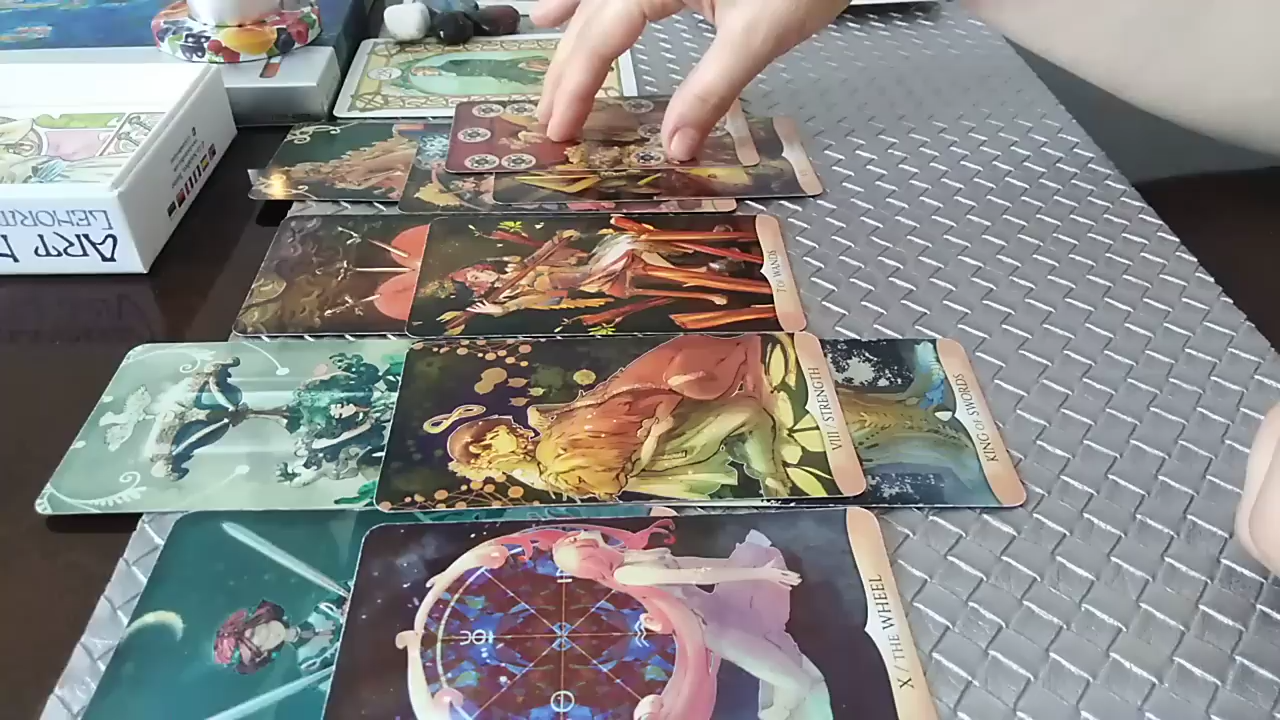 ART N
LENORM
7 OF WANDS
VIII / STRENGTH
KING OF SWORDS
X / THE WHEEL